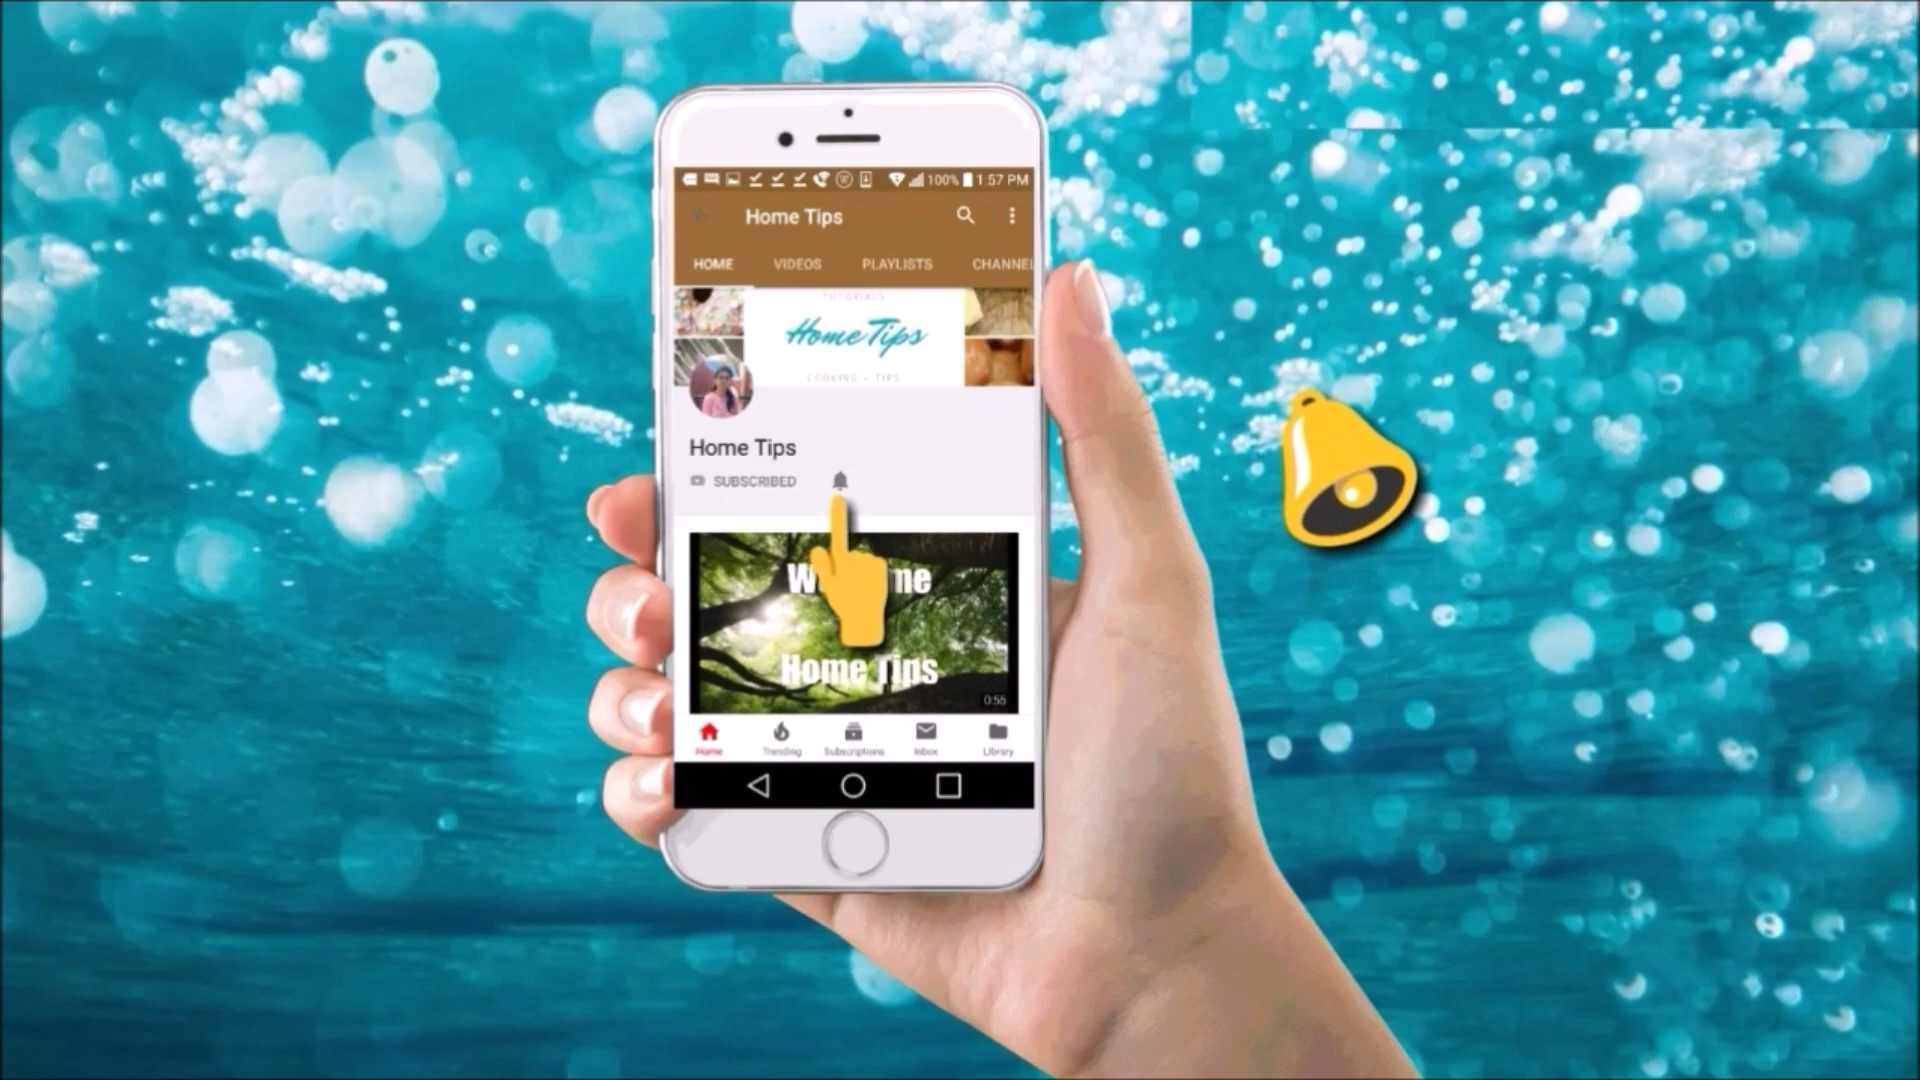 100% 1:57 PM
Home Tips
HOME VIDEOS PLAYLISTS CHANNEL
TUTORIALS
Home Tips
COOKING + TIPS
Home Tips
SUBSCRIBED
Home Tips
0:55
Home Trending Subscriptions Inbox Library